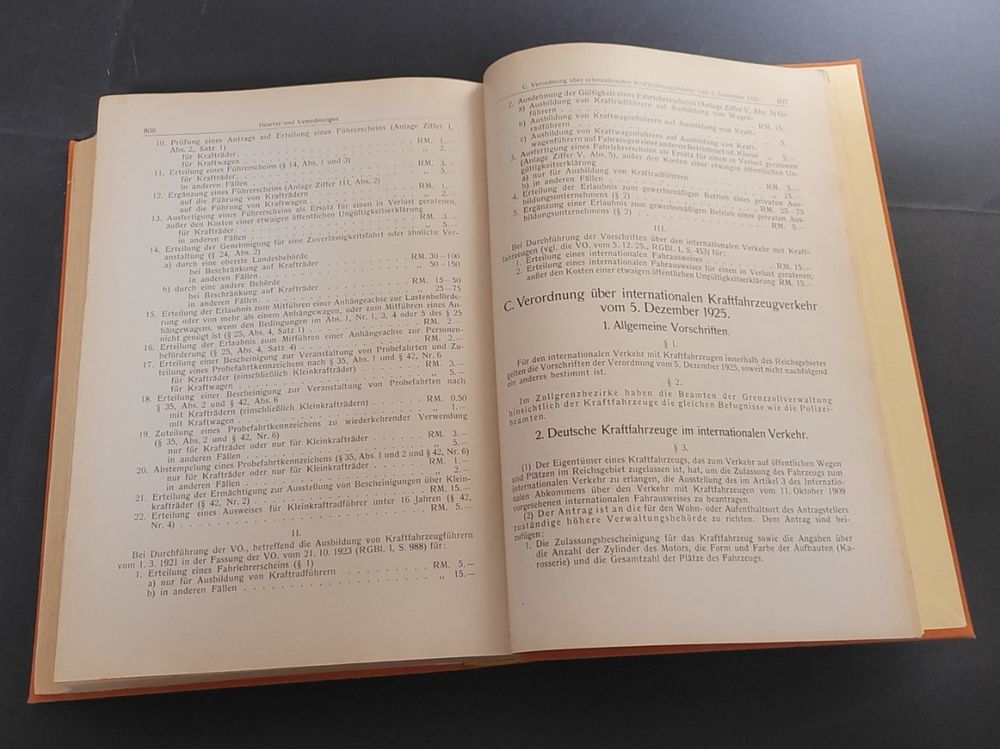 806
Gesetze und Verordnungen
10. Prüfung eines Antrags auf Erteilung eines Führerscheins (Anlage Ziffer I,
Abs. 2, Satz 1)
für Krafträder . . . RM. 1.—
für Kraftwagen . . . „ 2.—
11. Erteilung eines Führerscheins (§ 14, Abs. 1 und 3)
für Krafträder . . . RM. 3.—
in anderen Fällen . . . „ 5.—
12. Ergänzung eines Führerscheins (Anlage Ziffer III, Abs. 2)
auf die Führung von Krafträdern . . . RM. 1.—
auf die Führung von Kraftwagen . . . „ 2.—
13. Ausfertigung eines Führerscheins als Ersatz für einen in Verlust geratenen,
außer den Kosten einer etwaigen öffentlichen Ungültigkeitserklärung
für Krafträder . . . RM. 3.—
in anderen Fällen . . . „ 5.—
14. Erteilung der Genehmigung für eine Zuverlässigkeitsfahrt oder ähnliche Ver-
anstaltung (§ 24, Abs. 2)
a) durch eine oberste Landesbehörde
bei Beschränkung auf Krafträder . . . RM. 30—100
in anderen Fällen . . . „ 50—150
b) durch eine andere Behörde
bei Beschränkung auf Krafträder . . . RM. 15—50
in anderen Fällen . . . „ 25—75
15. Erteilung der Erlaubnis zum Mitführen einer Anhängeachse zur Lastenbeförde-
rung oder von mehr als einem Anhängewagen, oder zum Mitführen eines An-
hängewagens, wenn den Bedingungen im Abs. 1, Nr. 1, 3, 4 oder 5 des § 25
nicht genügt ist (§ 25, Abs. 4, Satz 1) . . . RM. 2.—
16. Erteilung der Erlaubnis zum Mitführen einer Anhängeachse zur Personen-
beförderung (§ 25, Abs. 4, Satz 4) . . . RM. 2.—
17. Erteilung einer Bescheinigung zur Veranstaltung von Probefahrten und Zu-
teilung eines Probefahrtkennzeichens nach § 35, Abs. 1 und § 42, Nr. 6
für Krafträder (einschließlich Kleinkrafträder) . . . RM. 3.—
für Kraftwagen . . . „ 5.—
18. Erteilung einer Bescheinigung zur Veranstaltung von Probefahrten nach
§ 35, Abs. 2 und § 42, Abs. 6
mit Krafträdern (einschließlich Kleinkrafträdern) . . . RM. 0.50
mit Kraftwagen . . . „ 1.—
19. Zuteilung eines Probefahrtkennzeichens zu wiederkehrender Verwendung
(§ 35, Abs. 2 und § 42, Nr. 6)
nur für Krafträder oder nur für Kleinkrafträder . . . RM. 3.—
in anderen Fällen . . . „ 5.—
20. Abstempelung eines Probefahrtkennzeichens (§ 35, Abs. 1 und 2 und § 42, Nr. 6)
nur für Krafträder oder nur für Kleinkrafträder . . . RM. 1.—
in anderen Fällen . . . „ 2.—
21. Erteilung der Ermächtigung zur Ausstellung von Bescheinigungen über Klein-
krafträder (§ 42, Nr. 2) . . . RM. 15.—
22. Erteilung eines Ausweises für Kleinkraftradführer unter 16 Jahren (§ 42,
Nr. 4) . . . RM. 5.—
II.
Bei Durchführung der VO., betreffend die Ausbildung von Kraftfahrzeugführern
vom 1. 3. 1921 in der Fassung der VO. vom 21. 10. 1923 (RGBl. I, S. 988) für:
1. Erteilung eines Fahrlehrerscheins (§ 1)
a) nur für Ausbildung von Kraftradführern . . . RM. 5.—
b) in anderen Fällen . . . „ 15.—
C. Verordnung über internationalen Kraftfahrzeugverkehr vom 5. Dezember 1925.
807
2. Ausdehnung der Gültigkeit eines Fahrlehrerscheins (Anlage Ziffer V, Abs. 3) für
a) Ausbildung von Kraftradführern auf Ausbildung von Wagen-
führern . . . RM. 15.—
b) Ausbildung von Kraftwagenführern auf Ausbildung von Kraft-
radführern . . . „ 5.—
c) Ausbildung von Kraftwagenführern auf Ausbildung von Kraft-
wagenführern auf Fahrzeugen einer anderen Betriebsart od. Klasse . . . „ 5.—
3. Ausfertigung eines Fahrlehrerscheins als Ersatz für einen in Verlust geratenen
(Anlage Ziffer V, Abs. 5), außer den Kosten einer etwaigen öffentlichen Un-
gültigkeitserklärung
a) nur für Ausbildung von Kraftradführern . . . RM. 3.—
b) in anderen Fällen . . . „ 5.—
4. Erteilung der Erlaubnis zum gewerbsmäßigen Betrieb eines privaten Aus-
bildungsunternehmens (§ 2) . . . RM. 25—75
5. Ergänzung einer Erlaubnis zum gewerbsmäßigen Betrieb eines privaten Aus-
bildungsunternehmens (§ 2) . . . RM. 5.—
III.
Bei Durchführung der Vorschriften über den internationalen Verkehr mit Kraft-
fahrzeugen (vgl. die VO. vom 5. 12. 25, RGBl. I, S. 453) für:
1. Erteilung eines internationalen Fahrausweises . . . RM. 15.—
2. Erteilung eines internationalen Fahrausweises für einen in Verlust geratenen,
außer den Kosten einer etwaigen öffentlichen Ungültigkeitserklärung RM. 15.—
C. Verordnung über internationalen Kraftfahrzeugverkehr
vom 5. Dezember 1925.
1. Allgemeine Vorschriften.
§ 1.
Für den internationalen Verkehr mit Kraftfahrzeugen innerhalb des Reichsgebietes
gelten die Vorschriften der Verordnung vom 5. Dezember 1925, soweit nicht nachfolgend
ein anderes bestimmt ist.
§ 2.
Im Zollgrenzbezirke haben die Beamten der Grenzzollverwaltung
hinsichtlich der Kraftfahrzeuge die gleichen Befugnisse wie die Polizei-
beamten.
2. Deutsche Kraftfahrzeuge im internationalen Verkehr.
§ 3.
(1) Der Eigentümer eines Kraftfahrzeugs, das zum Verkehr auf öffentlichen Wegen
und Plätzen im Reichsgebiet zugelassen ist, hat, um die Zulassung des Fahrzeugs zum
internationalen Verkehr zu erlangen, die Ausstellung des im Artikel 3 des Internatio-
nalen Abkommens über den Verkehr mit Kraftfahrzeugen vom 11. Oktober 1909
vorgesehenen internationalen Fahrausweises zu beantragen.
(2) Der Antrag ist an die für den Wohn- oder Aufenthaltsort des Antragstellers
zuständige höhere Verwaltungsbehörde zu richten. Dem Antrag sind bei-
zufügen:
1. Die Zulassungsbescheinigung für das Kraftfahrzeug sowie die Angaben über
die Anzahl der Zylinder des Motors, die Form und Farbe der Aufbauten (Ka-
rosserie) und die Gesamtzahl der Plätze des Fahrzeugs.